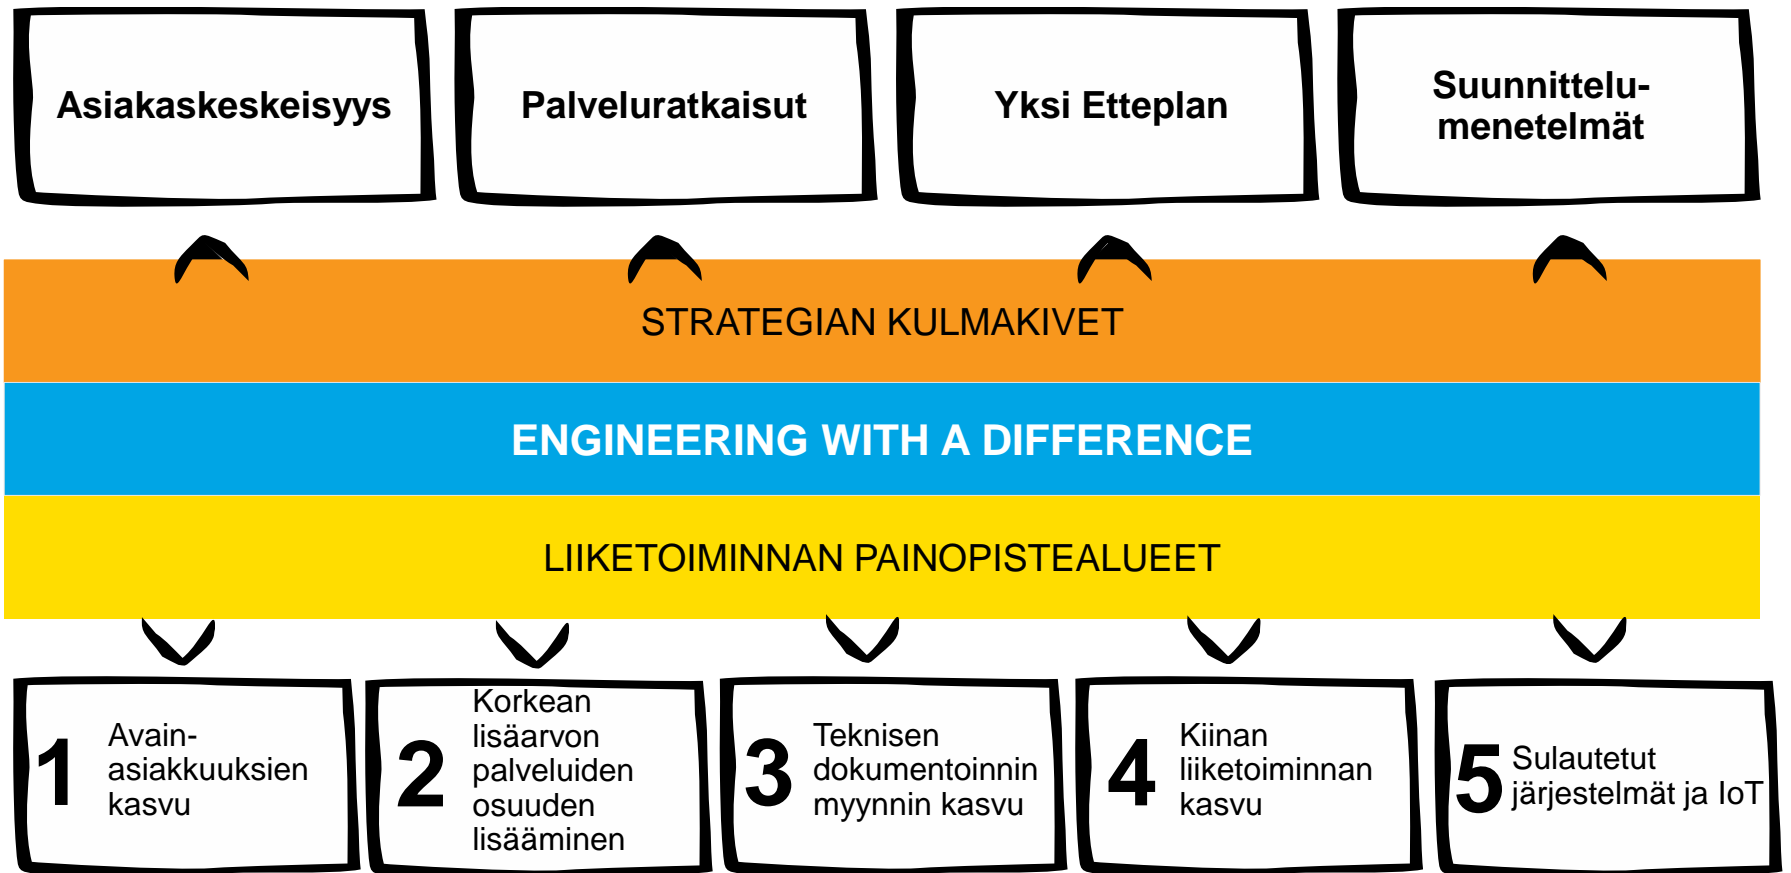 Asiakaskeskeisyys
Palveluratkaisut
Yksi Etteplan
Suunnittelu-
menetelmät
STRATEGIAN KULMAKIVET
ENGINEERING WITH A DIFFERENCE
LIIKETOIMINNAN PAINOPISTEALUEET
1
Avain-
asiakkuuksien
kasvu
2
Korkean
lisäarvon
palveluiden
osuuden
lisääminen
3
Teknisen
dokumentoinnin
myynnin kasvu
4
Kiinan
liiketoiminnan
kasvu
5
Sulautetut
järjestelmät ja IoT